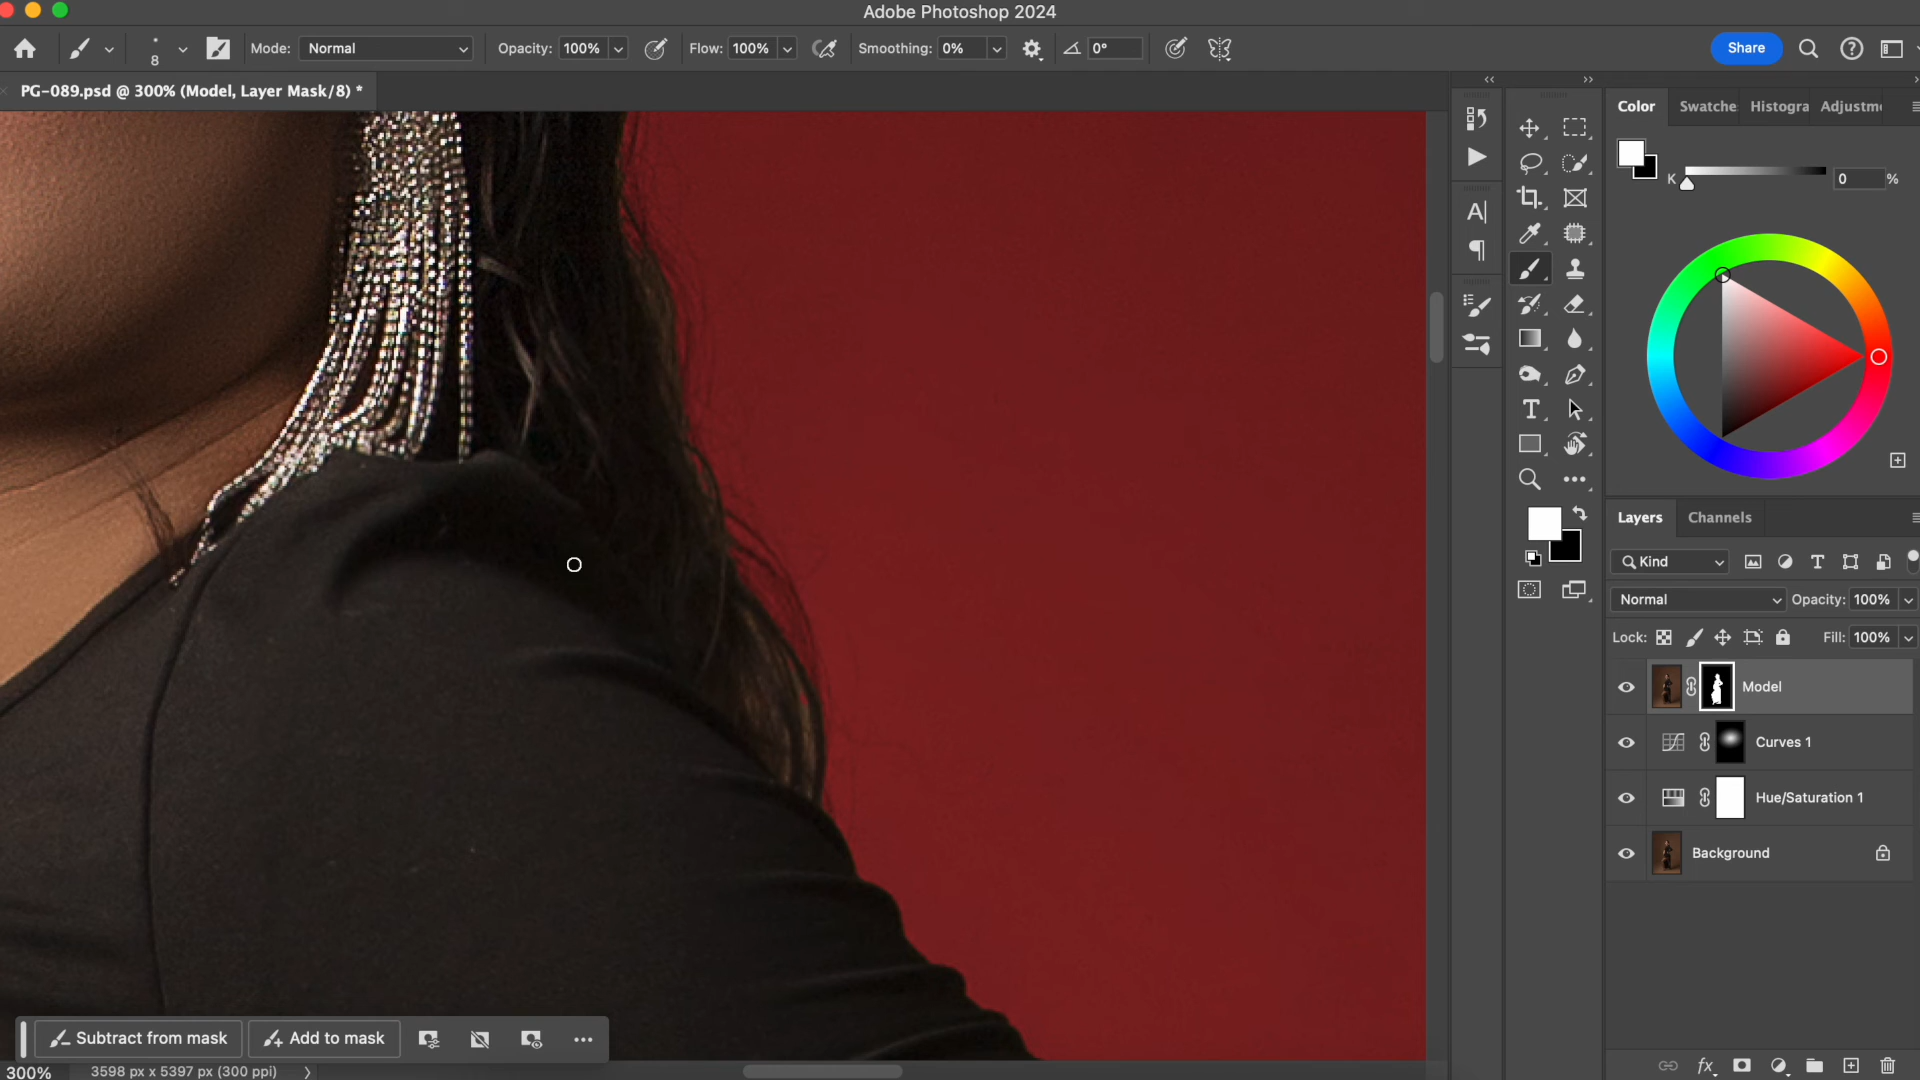 Adobe Photoshop 2024
8
Mode: Normal
Opacity: 100%
Flow: 100%
Smoothing: 0%
0°
Share
PG-089.psd @ 300% (Model, Layer Mask/8) *
Color
Swatche
Histogra
Adjustm
K
0
%
Layers
Channels
Kind
Normal
Opacity: 100%
Lock:
Fill: 100%
Model
Curves 1
Hue/Saturation 1
Background
Subtract from mask
Add to mask
300%
3598 px x 5397 px (300 ppi)